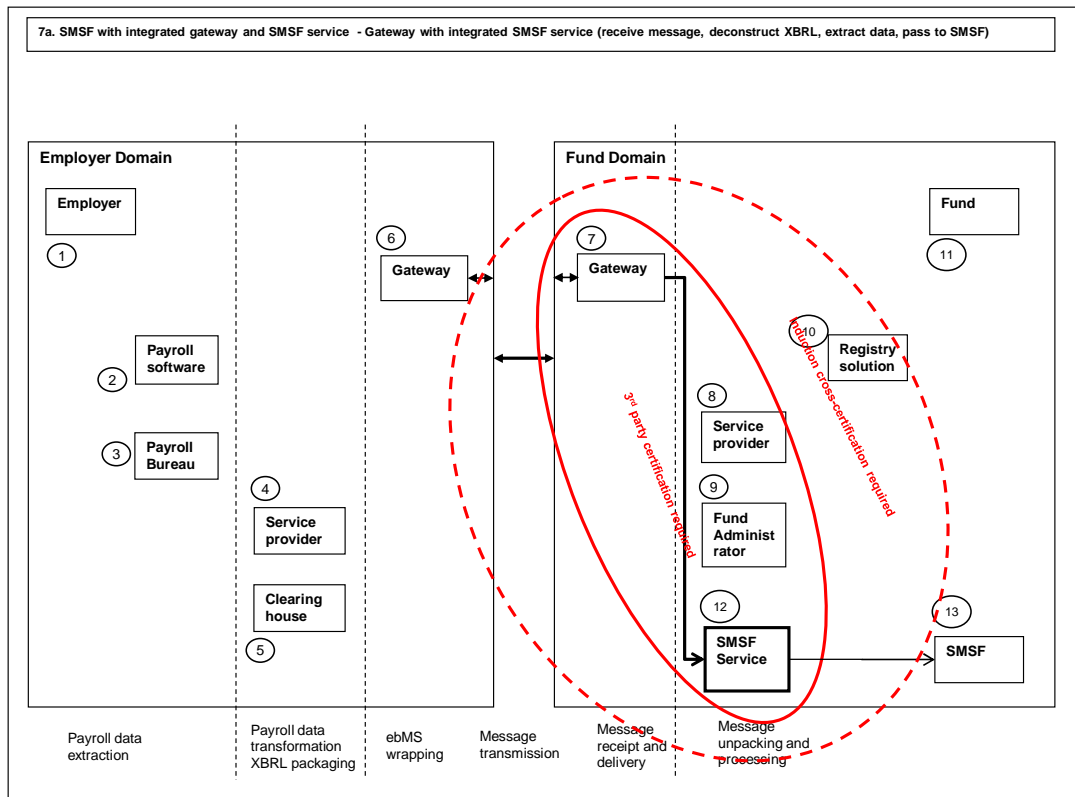 7a. SMSF with integrated gateway and SMSF service - Gateway with integrated SMSF service (receive message, deconstruct XBRL, extract data, pass to SMSF)
Employer Domain
Employer
1
Payroll
software
2
3
Payroll
Bureau
4
Service
provider
Clearing
house
5
6
Gateway
Fund Domain
7
Gateway
Fund
11
10
Registry
solution
Induction cross-certification required
3rd party certification required
8
Service
provider
9
Fund
Administ
rator
12
SMSF
Service
13
SMSF
Payroll data
extraction
Payroll data
transformation
XBRL packaging
ebMS
wrapping
Message
transmission
Message
receipt and
delivery
Message
unpacking and
processing